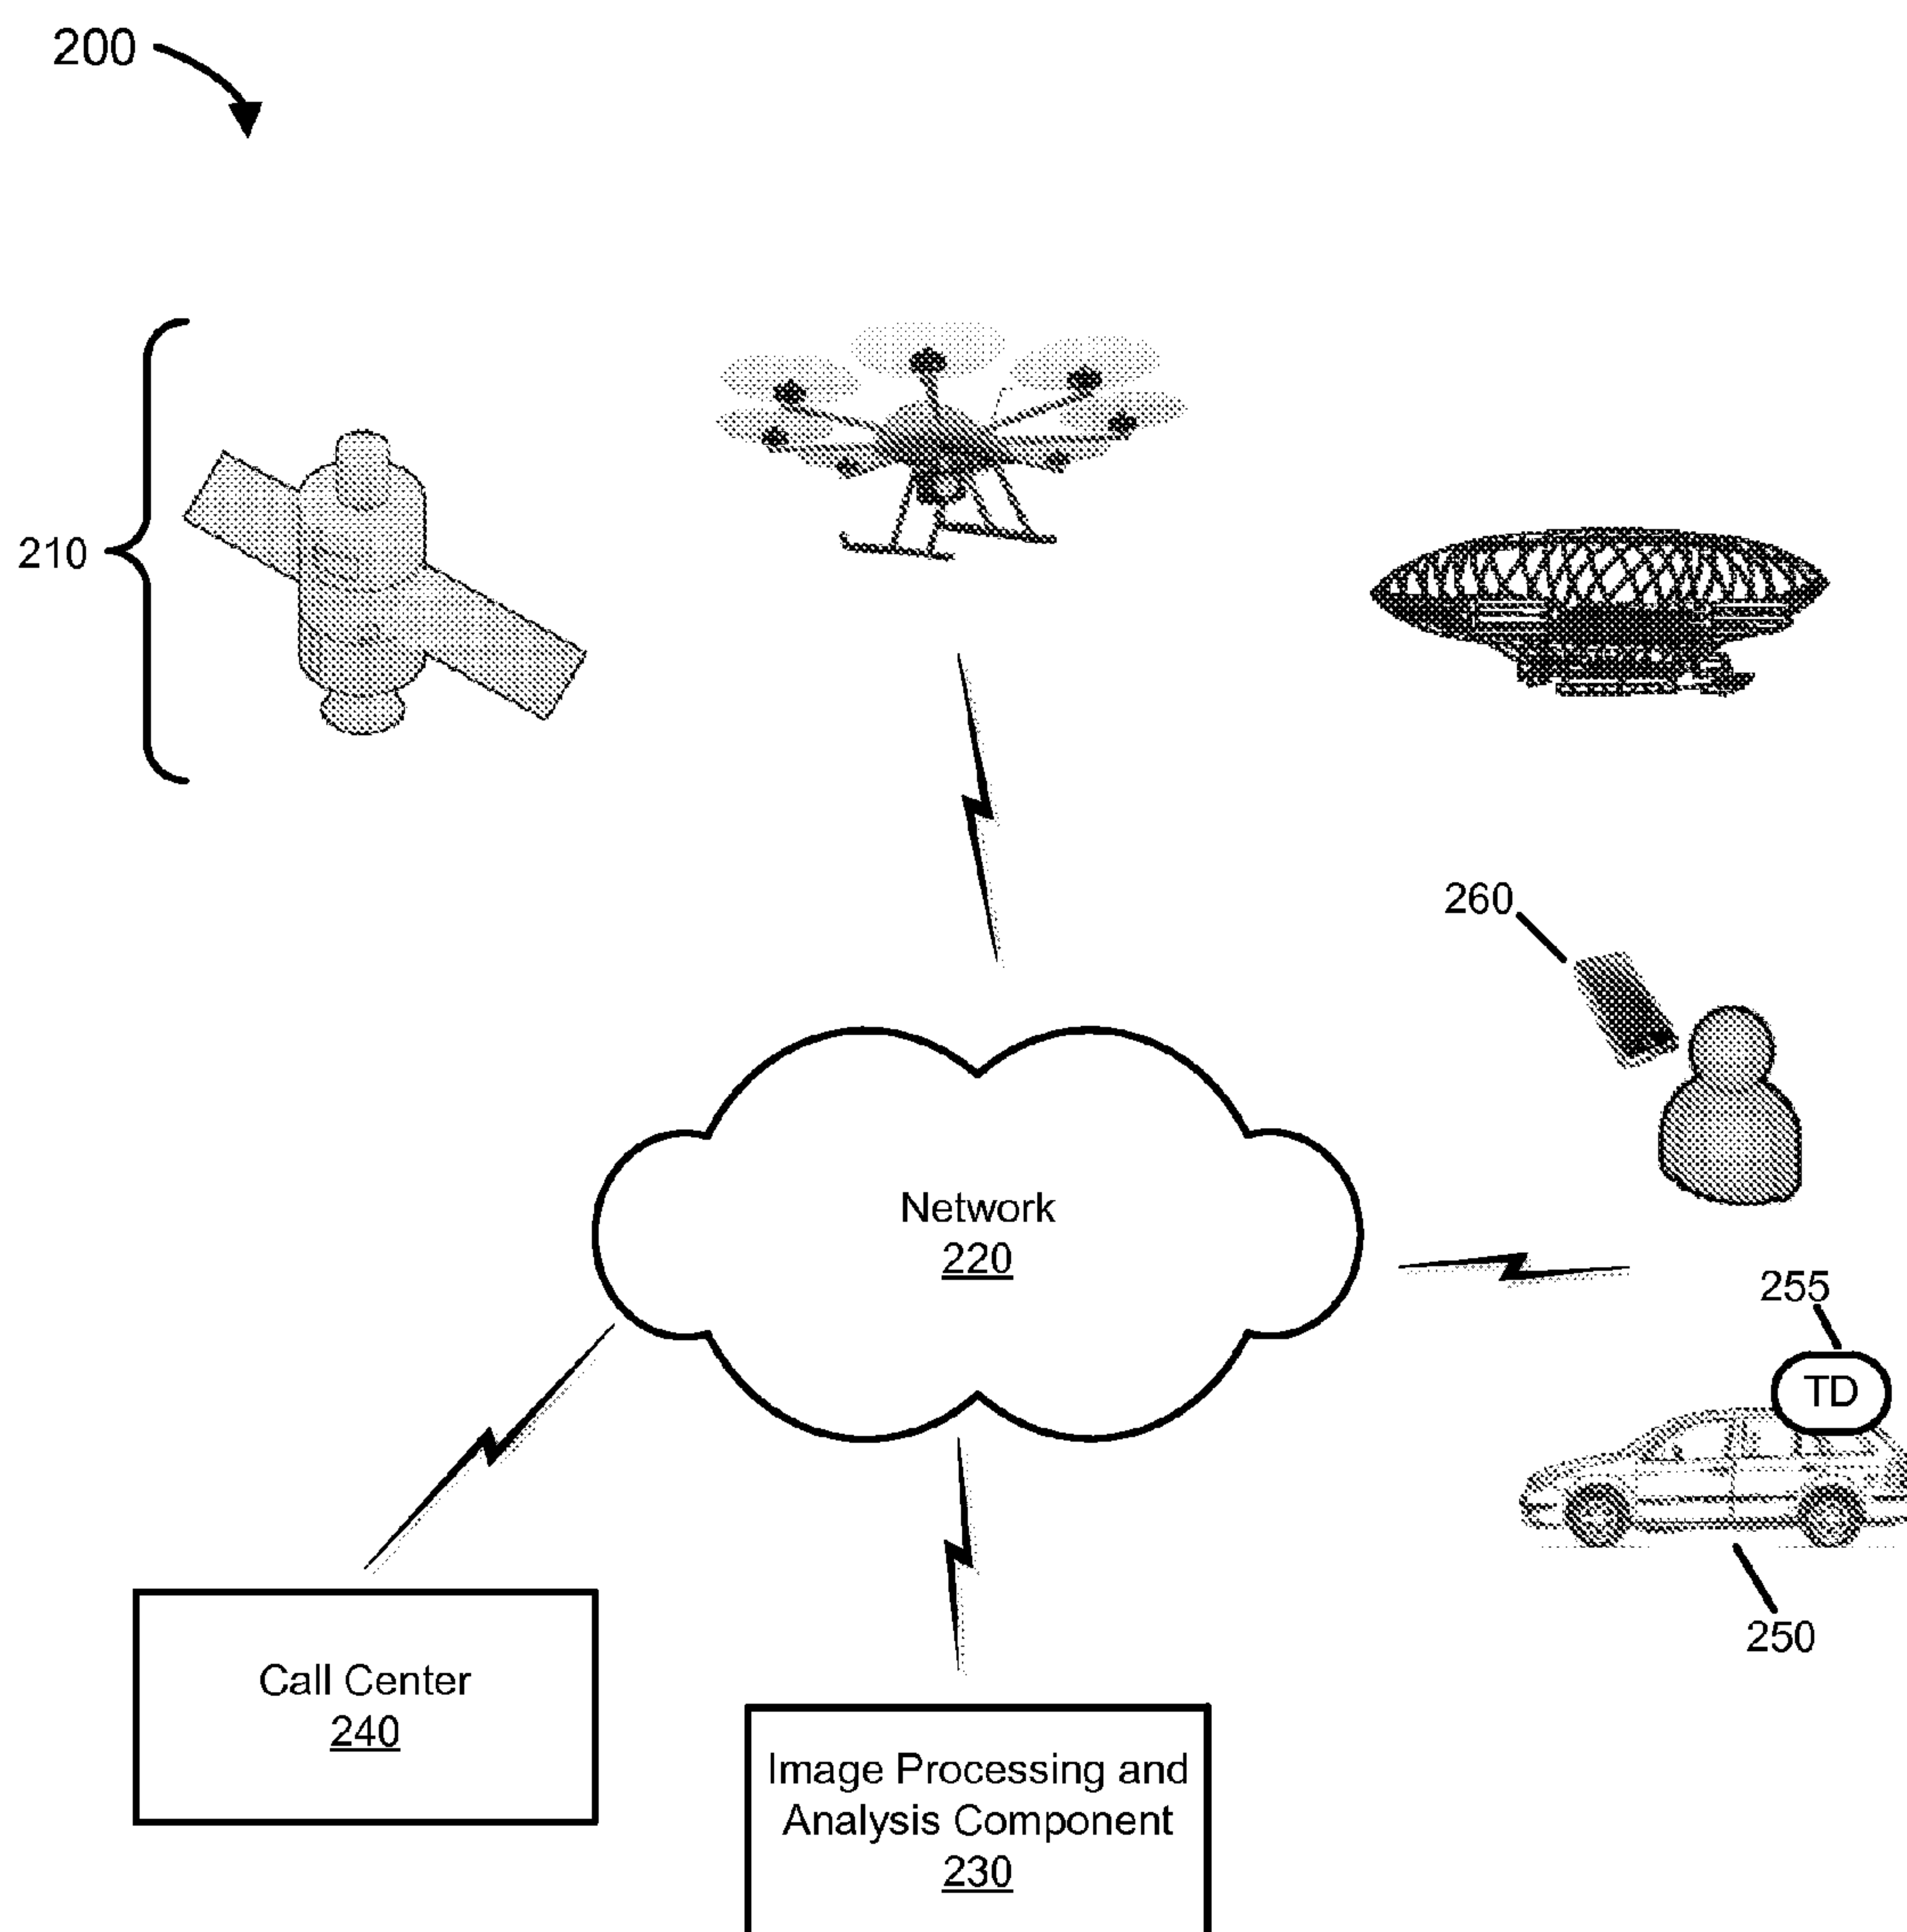 200
210
260
Network
220
255
TD
250
Call Center
240
Image Processing and
Analysis Component
230